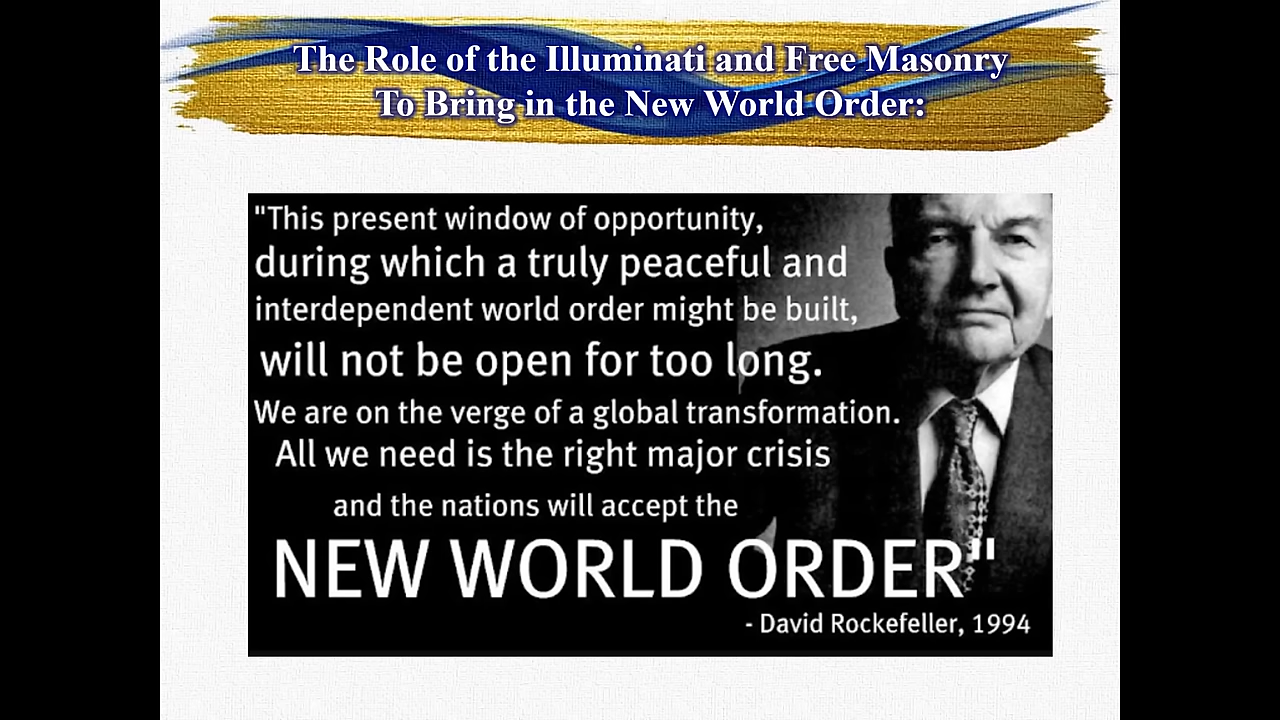 The Role of the Illuminati and Free Masonry
To Bring in the New World Order:
"This present window of opportunity,
during which a truly peaceful and
interdependent world order might be built,
will not be open for too long.
We are on the verge of a global transformation.
All we need is the right major crisis
and the nations will accept the
NEW WORLD ORDER"
- David Rockefeller, 1994